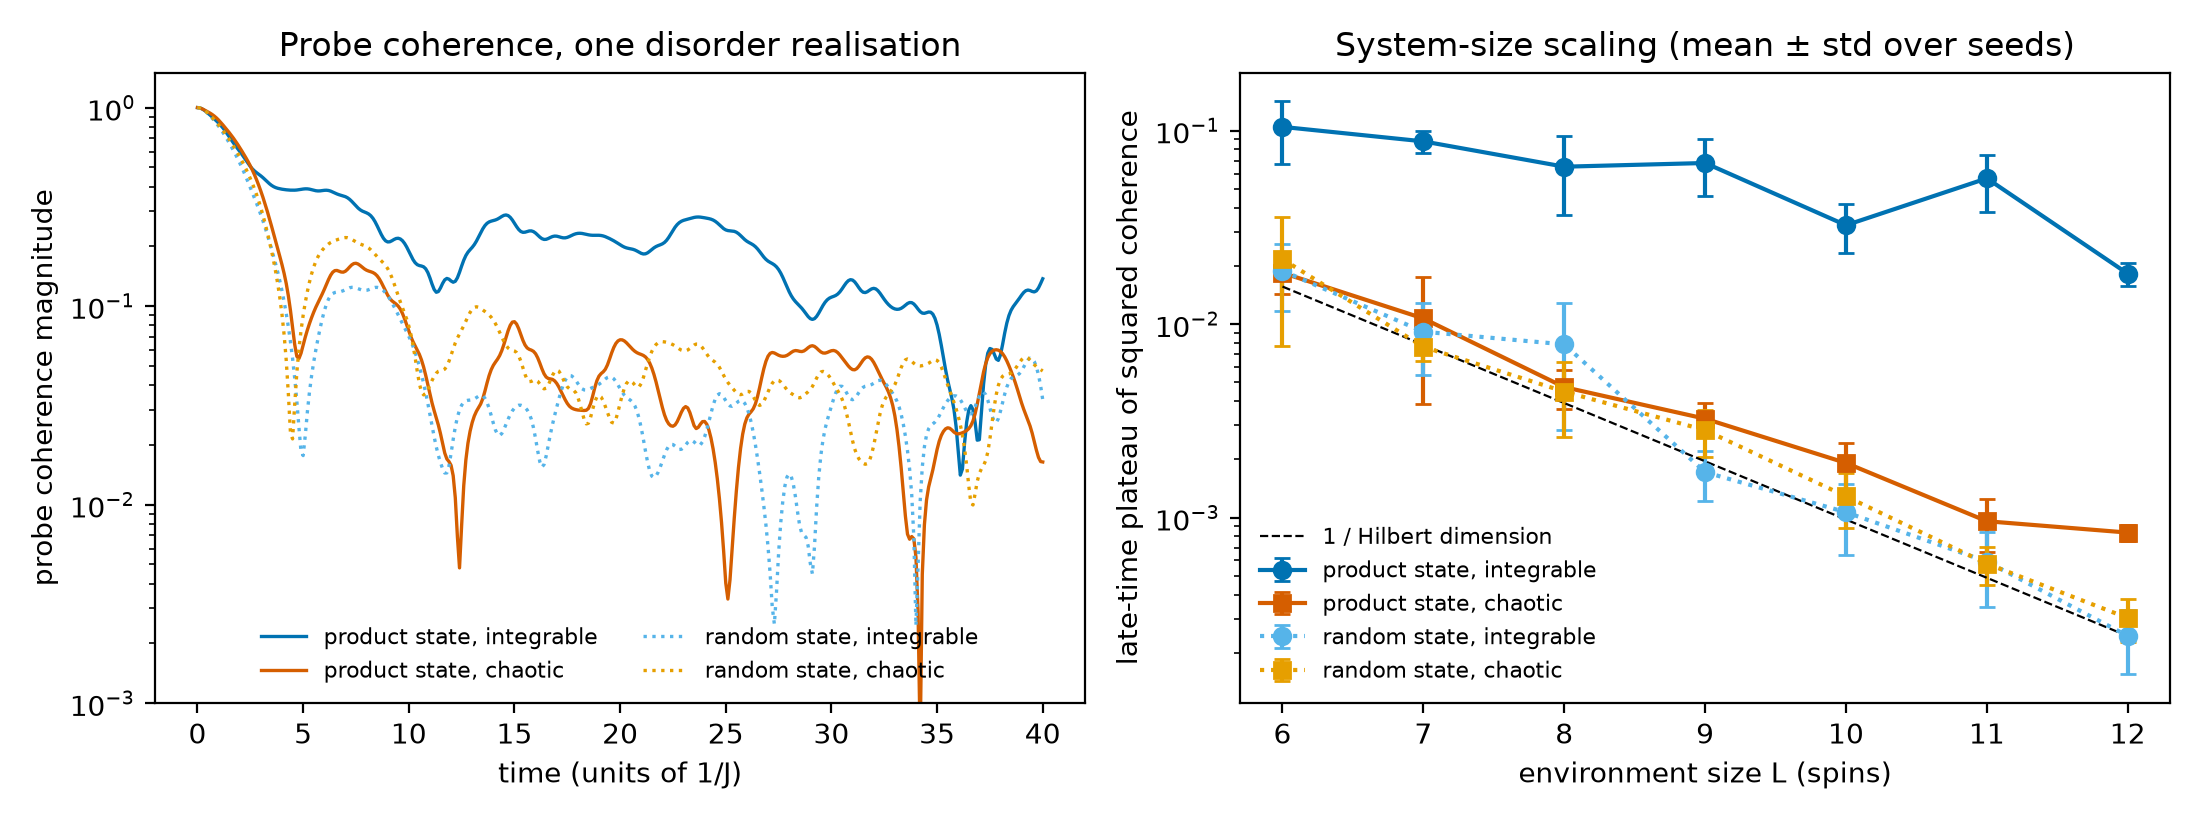 Probe coherence, one disorder realisation
probe coherence magnitude
10⁰
10⁻¹
10⁻²
10⁻³
product state, integrable
product state, chaotic
random state, integrable
random state, chaotic
0 5 10 15 20 25 30 35 40
time (units of 1/J)
System-size scaling (mean ± std over seeds)
late-time plateau of squared coherence
10⁻¹
10⁻²
10⁻³
1 / Hilbert dimension
product state, integrable
product state, chaotic
random state, integrable
random state, chaotic
6 7 8 9 10 11 12
environment size L (spins)